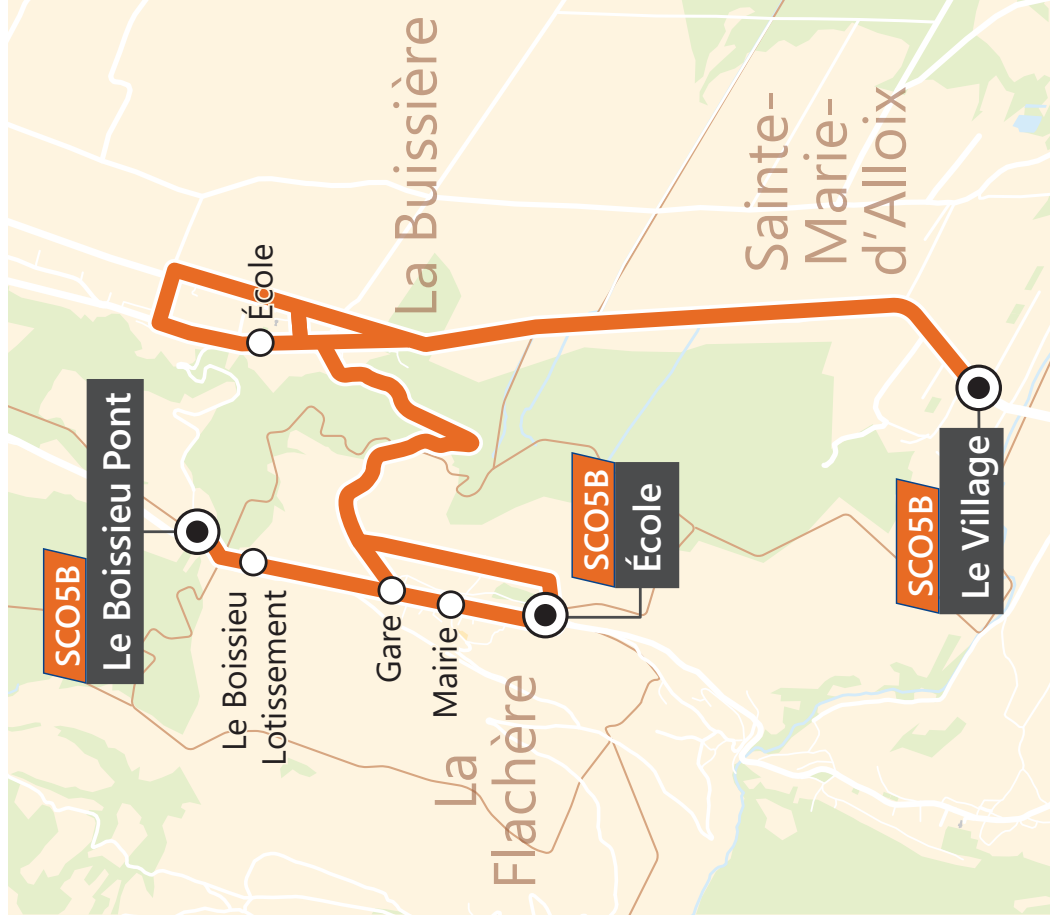 SCO5B
Le Boissieu Pont
Le Boissieu
Lotissement
Gare
Mairie
La
Flachère
SCO5B
École
École
La Buissière
Sainte-
Marie-
d'Alloix
SCO5B
Le Village